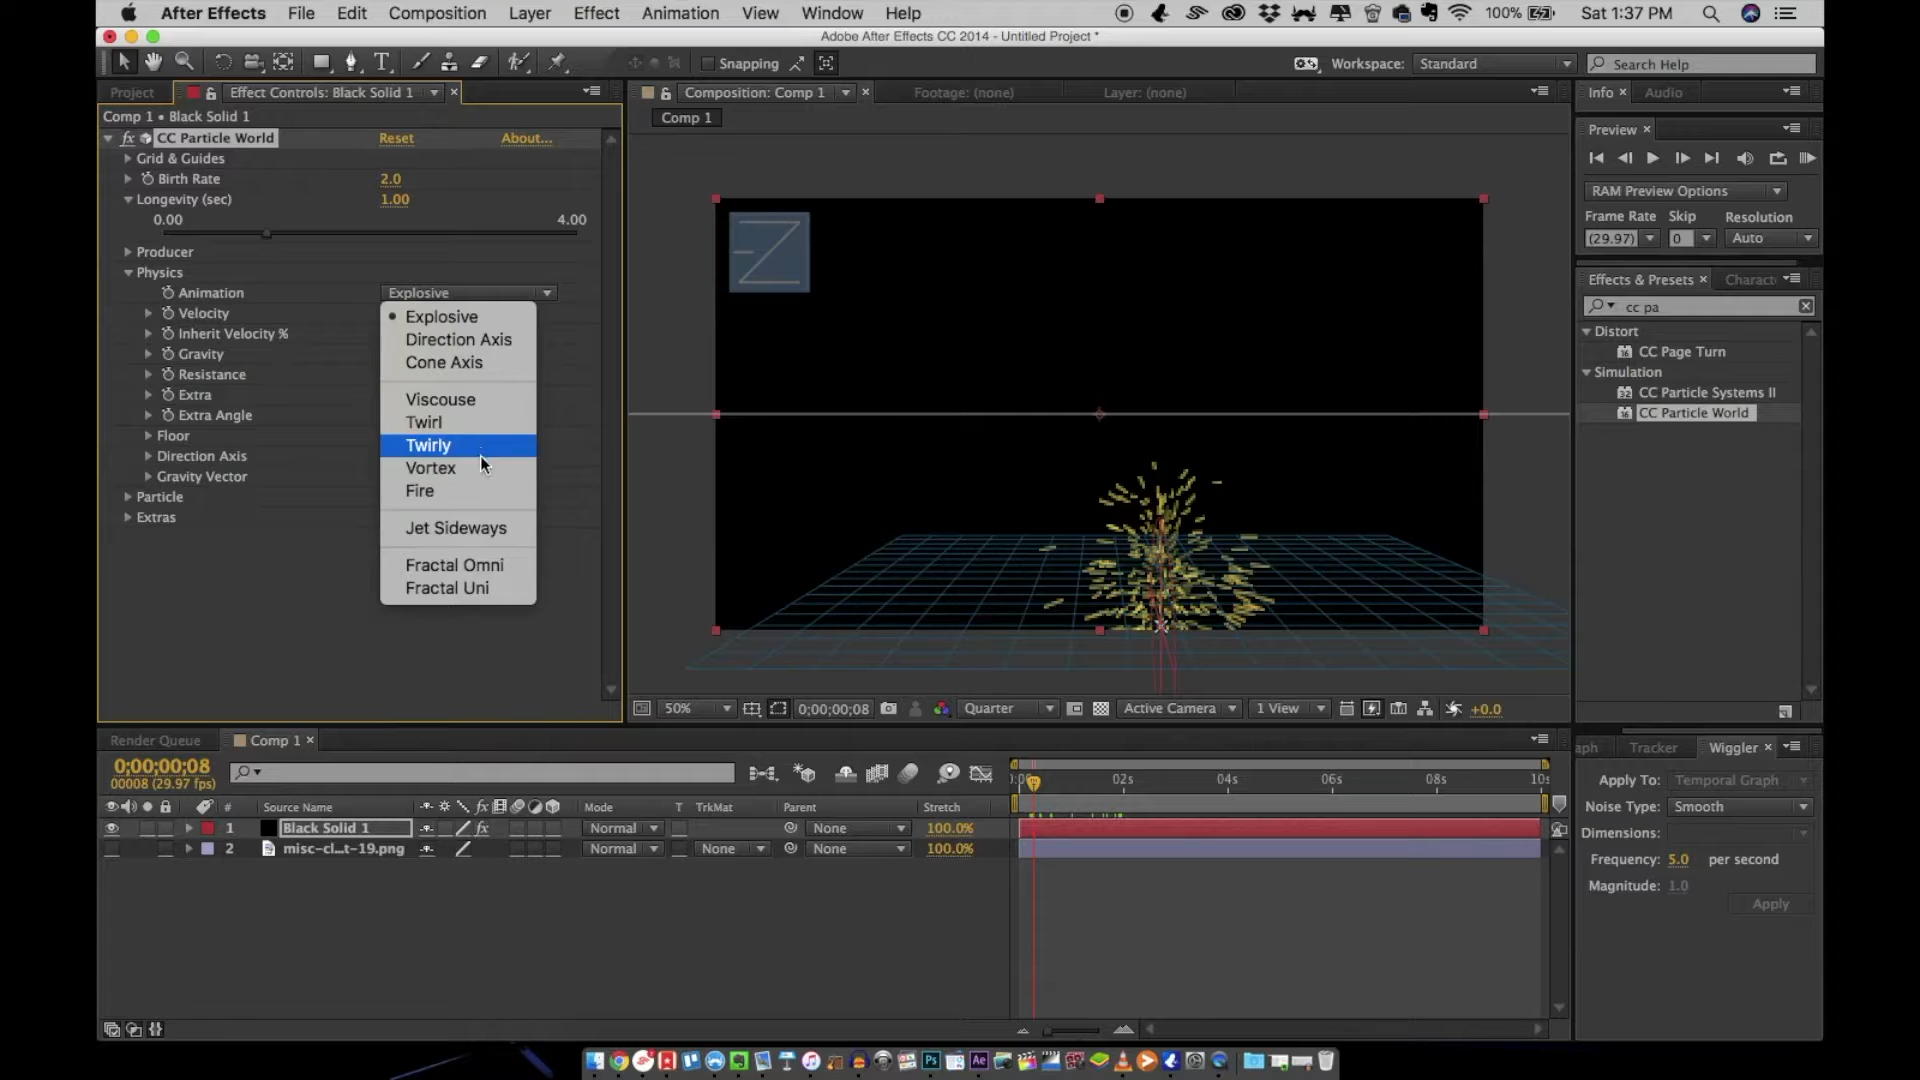 After Effects File Edit Composition Layer Effect Animation View Window Help 100% Sat 1:37 PM
Adobe After Effects CC 2014 - Untitled Project *
Snapping Workspace: Standard Search Help
Project Effect Controls: Black Solid 1 × Composition: Comp 1 × Footage: (none) Layer: (none) Info × Audio
Comp 1 • Black Solid 1
Comp 1
fx CC Particle World Reset About...
Grid & Guides
Birth Rate 2.0
Longevity (sec) 1.00
0.00 4.00
Producer
Physics
Animation Explosive
Velocity
Inherit Velocity %
Gravity
Resistance
Extra
Extra Angle
Floor
Direction Axis
Gravity Vector
Particle
Extras
• Explosive
Direction Axis
Cone Axis
Viscouse
Twirl
Twirly
Vortex
Fire
Jet Sideways
Fractal Omni
Fractal Uni
50% 0;00;00;08 Quarter Active Camera 1 View +0.0
Preview ×
RAM Preview Options
Frame Rate Skip Resolution
(29.97) 0 Auto
Effects & Presets × Charact
cc pa
Distort
CC Page Turn
Simulation
CC Particle Systems II
CC Particle World
Render Queue Comp 1 ×
0;00;00;08
00008 (29.97 fps)
02s 04s 06s 08s
# Source Name fx Mode T TrkMat Parent Stretch
1 Black Solid 1 fx Normal None 100.0%
2 misc-cl...t-19.png Normal None None 100.0%
aph Tracker Wiggler ×
Apply To: Temporal Graph
Noise Type: Smooth
Dimensions:
Frequency: 5.0 per second
Magnitude: 1.0
Apply
Ps Ae